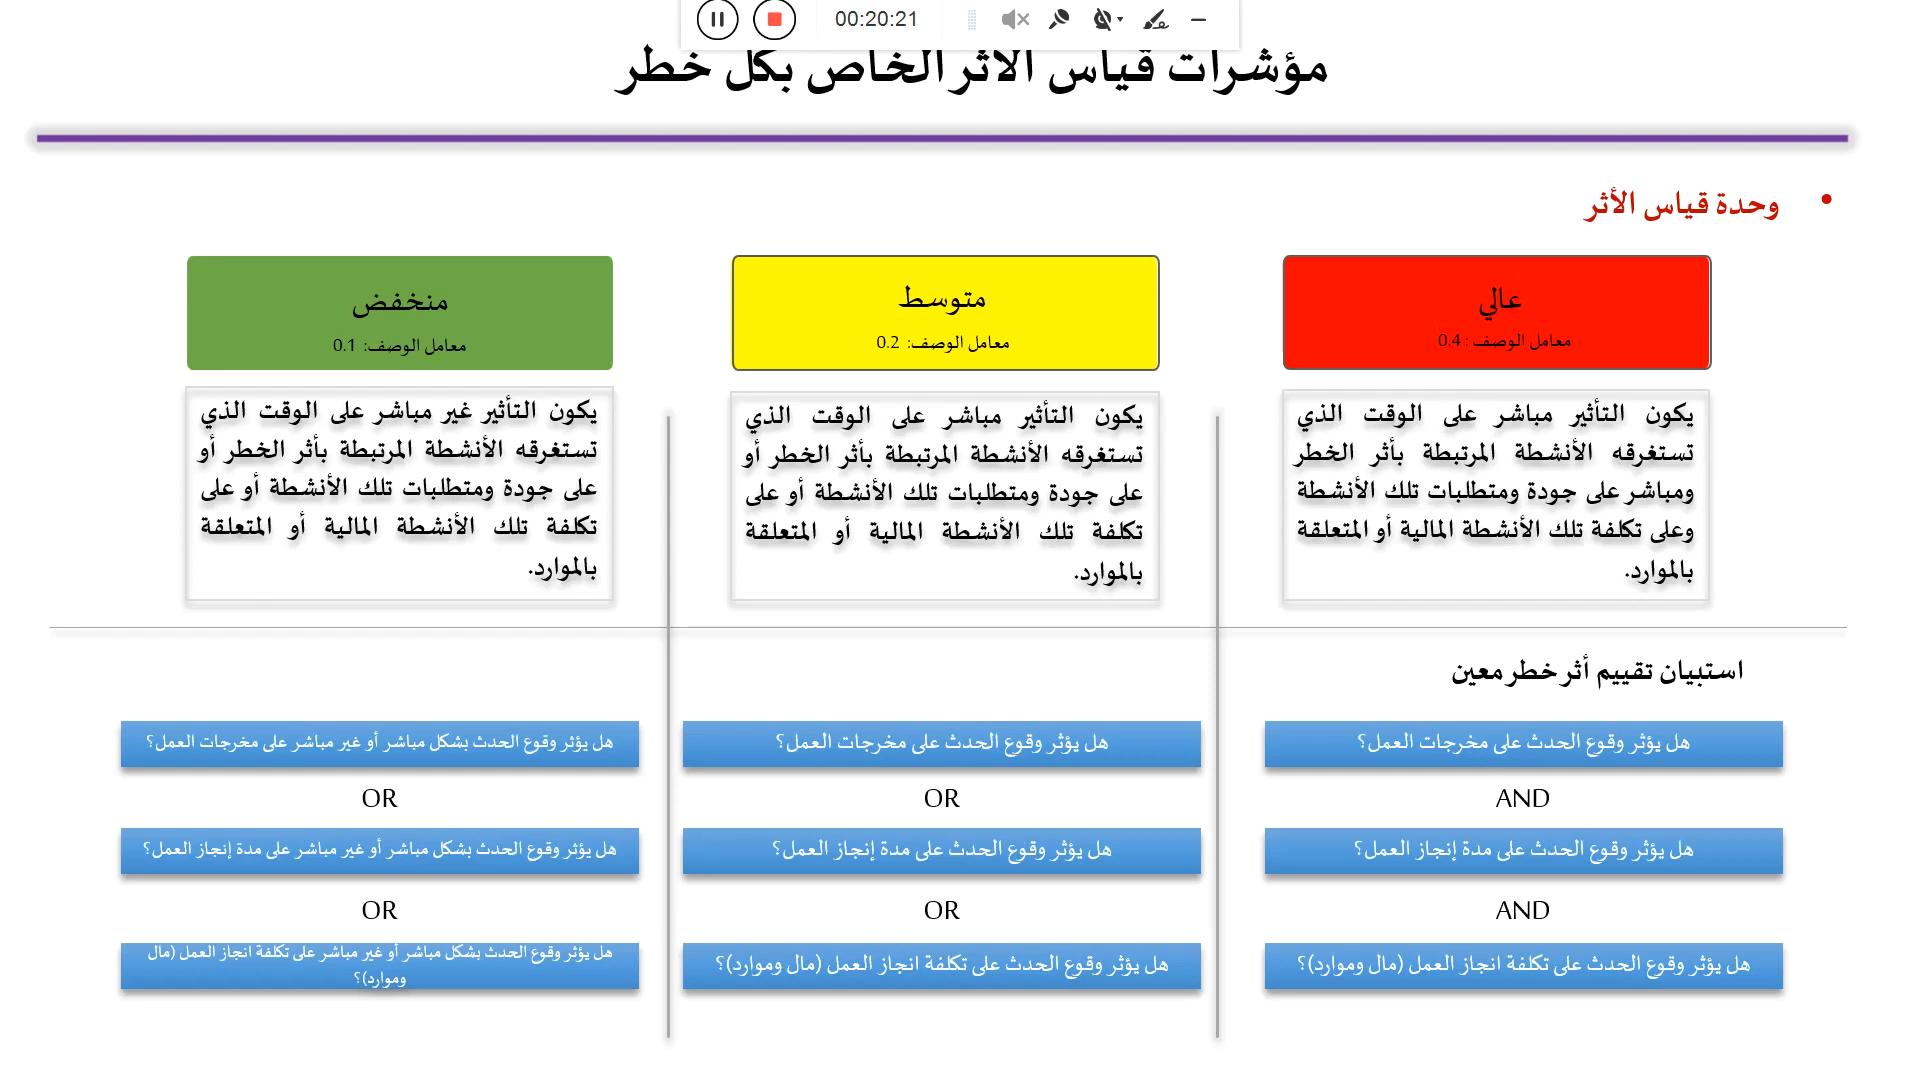 00:20:21
مؤشرات قياس الاثر الخاص بكل خطر
• وحدة قياس الأثر
عالي
معامل الوصف : 0.4
يكون التأثير مباشر على الوقت الذي
تستغرقه الأنشطة المرتبطة بأثر الخطر
ومباشر على جودة ومتطلبات تلك الأنشطة
وعلى تكلفة تلك الأنشطة المالية أو المتعلقة
بالموارد.
متوسط
معامل الوصف: 0.2
يكون التأثير مباشر على الوقت الذي
تستغرقه الأنشطة المرتبطة بأثر الخطر أو
على جودة ومتطلبات تلك الأنشطة أو على
تكلفة تلك الأنشطة المالية أو المتعلقة
بالموارد.
منخفض
معامل الوصف: 0.1
يكون التأثير غير مباشر على الوقت الذي
تستغرقه الأنشطة المرتبطة بأثر الخطر أو
على جودة ومتطلبات تلك الأنشطة أو على
تكلفة تلك الأنشطة المالية أو المتعلقة
بالموارد.
استبيان تقييم أثر خطر معين
هل يؤثر وقوع الحدث على مخرجات العمل؟
AND
هل يؤثر وقوع الحدث على مدة إنجاز العمل؟
AND
هل يؤثر وقوع الحدث على تكلفة انجاز العمل (مال وموارد)؟
هل يؤثر وقوع الحدث على مخرجات العمل؟
OR
هل يؤثر وقوع الحدث على مدة إنجاز العمل؟
OR
هل يؤثر وقوع الحدث على تكلفة انجاز العمل (مال وموارد)؟
هل يؤثر وقوع الحدث بشكل مباشر أو غير مباشر على مخرجات العمل؟
OR
هل يؤثر وقوع الحدث بشكل مباشر أو غير مباشر على مدة إنجاز العمل؟
OR
هل يؤثر وقوع الحدث بشكل مباشر أو غير مباشر على تكلفة انجاز العمل (مال
وموارد)؟